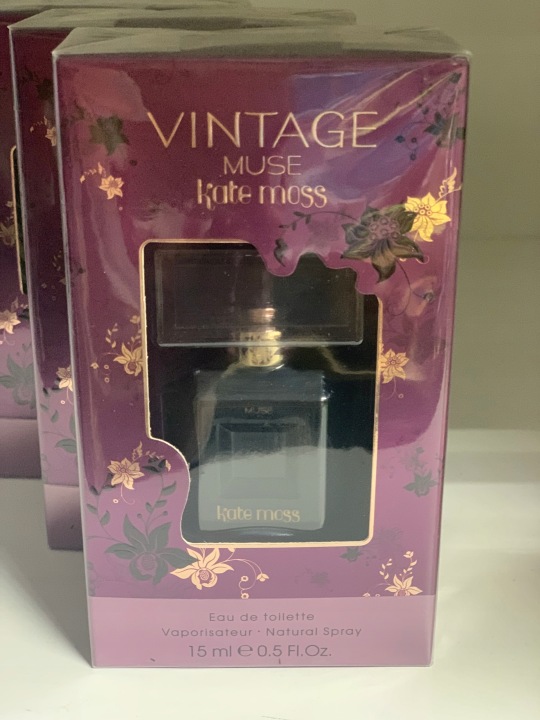 VINTAGE
MUSE
kate moss
MUSE
kate moss
Eau de toilette
Vaporisateur · Natural Spray
15 ml ℮ 0.5 Fl.Oz.